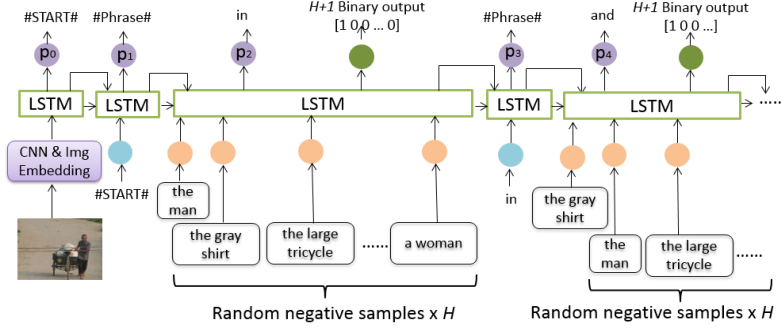 #START#
#Phrase#
in
H+1 Binary output
[1 0 0 ... 0]
#Phrase#
and
H+1 Binary output
[1 0 0 ...]
p0
p1
p2
p3
p4
LSTM
LSTM
LSTM
LSTM
LSTM
.....
CNN & Img
Embedding
#START#
in
the
man
the gray
shirt
the large
tricycle
......
a woman
the gray
shirt
the
man
the large
tricycle
......
Random negative samples x H
Random negative samples x H